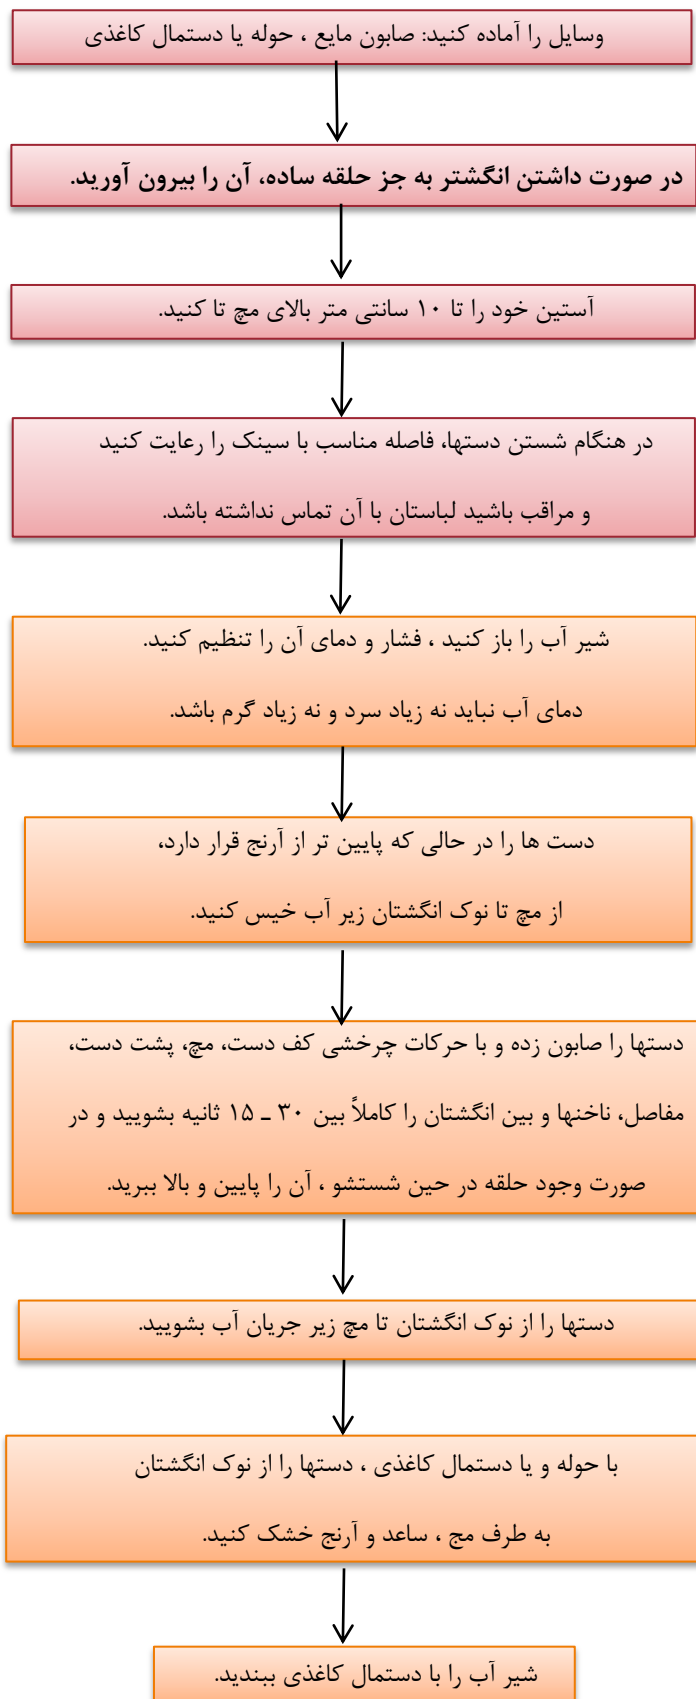 وسایل را آماده کنید: صابون مایع ، حوله یا دستمال کاغذی
در صورت داشتن انگشتر به جز حلقه ساده، آن را بیرون آورید.
آستین خود را تا ۱۰ سانتی متر بالای مچ تا کنید.
در هنگام شستن دستها، فاصله مناسب با سینک را رعایت کنید
و مراقب باشید لباستان با آن تماس نداشته باشد.
شیر آب را باز کنید ، فشار و دمای آن را تنظیم کنید.
دمای آب نباید نه زیاد سرد و نه زیاد گرم باشد.
دست ها را در حالی که پایین تر از آرنج قرار دارد،
از مچ تا نوک انگشتان زیر آب خیس کنید.
دستها را صابون زده و با حرکات چرخشی کف دست، مچ، پشت دست،
مفاصل، ناخنها و بین انگشتان را کاملاً بین ۳۰ ـ ۱۵ ثانیه بشویید و در
صورت وجود حلقه در حین شستشو ، آن را پایین و بالا ببرید.
دستها را از نوک انگشتان تا مچ زیر جریان آب بشویید.
با حوله و یا دستمال کاغذی ، دستها را از نوک انگشتان
به طرف مچ ، ساعد و آرنج خشک کنید.
شیر آب را با دستمال کاغذی ببندید.